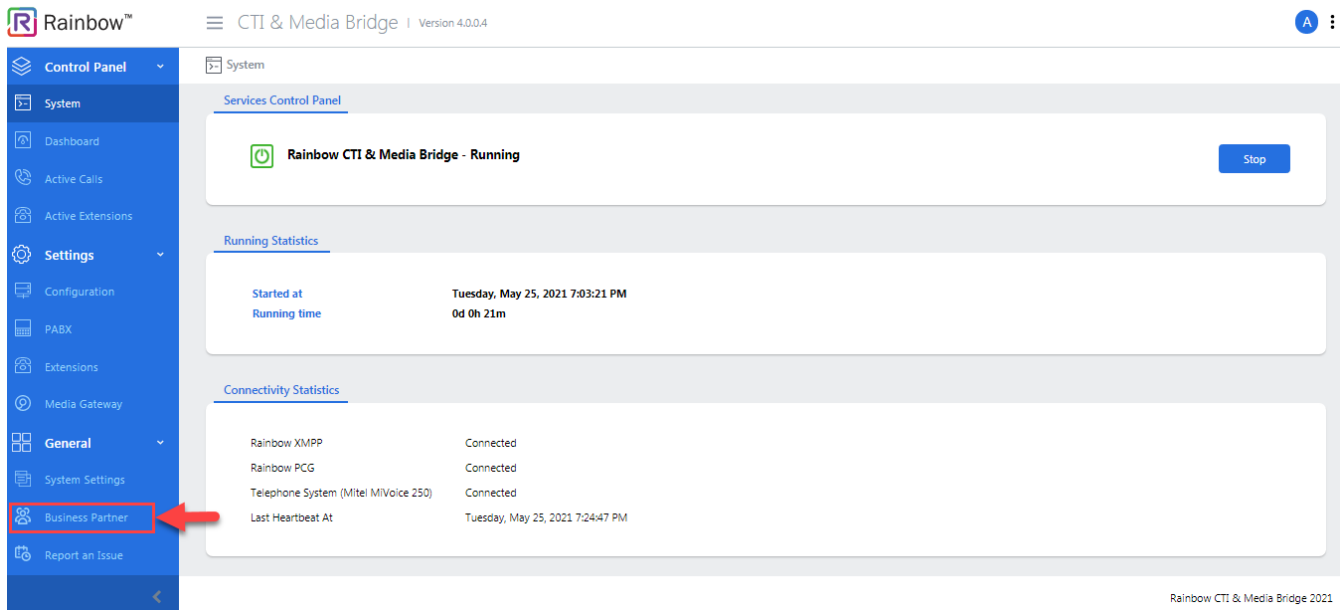 Rainbow™
CTI & Media Bridge | Version 4.0.0.4
A
Control Panel
System
Dashboard
Active Calls
Active Extensions
Settings
Configuration
PABX
Extensions
Media Gateway
General
System Settings
Business Partner
Report an Issue
System
Services Control Panel
Rainbow CTI & Media Bridge - Running
Stop
Running Statistics
Started at Tuesday, May 25, 2021 7:03:21 PM
Running time 0d 0h 21m
Connectivity Statistics
Rainbow XMPP Connected
Rainbow PCG Connected
Telephone System (Mitel MiVoice 250) Connected
Last Heartbeat At Tuesday, May 25, 2021 7:24:47 PM
Rainbow CTI & Media Bridge 2021